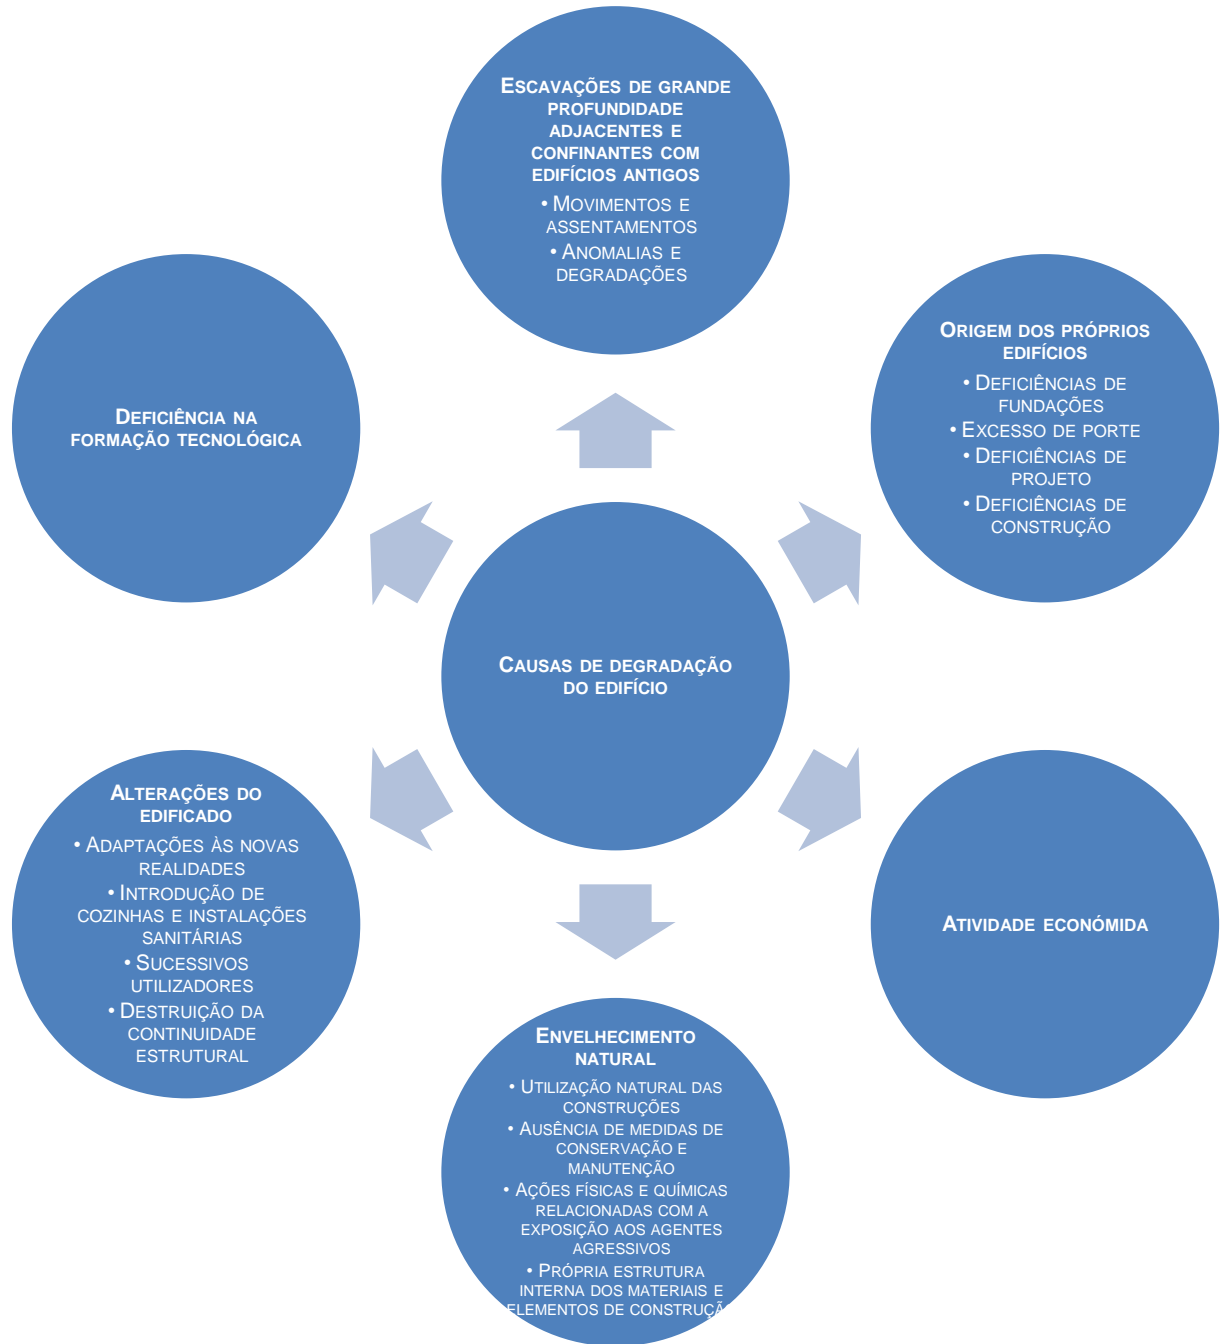 ESCAVAÇÕES DE GRANDE
PROFUNDIDADE
ADJACENTES E
CONFINANTES COM
EDIFÍCIOS ANTIGOS
• MOVIMENTOS E
ASSENTAMENTOS
• ANOMALIAS E
DEGRADAÇÕES
ORIGEM DOS PRÓPRIOS
EDIFÍCIOS
• DEFICIÊNCIAS DE
FUNDAÇÕES
• EXCESSO DE PORTE
• DEFICIÊNCIAS DE
PROJETO
• DEFICIÊNCIAS DE
CONSTRUÇÃO
DEFICIÊNCIA NA
FORMAÇÃO TECNOLÓGICA
CAUSAS DE DEGRADAÇÃO
DO EDIFÍCIO
ALTERAÇÕES DO
EDIFICADO
• ADAPTAÇÕES ÀS NOVAS
REALIDADES
• INTRODUÇÃO DE
COZINHAS E INSTALAÇÕES
SANITÁRIAS
• SUCESSIVOS
UTILIZADORES
• DESTRUIÇÃO DA
CONTINUIDADE
ESTRUTURAL
ATIVIDADE ECONÓMIDA
ENVELHECIMENTO
NATURAL
• UTILIZAÇÃO NATURAL DAS
CONSTRUÇÕES
• AUSÊNCIA DE MEDIDAS DE
CONSERVAÇÃO E
MANUTENÇÃO
• AÇÕES FÍSICAS E QUÍMICAS
RELACIONADAS COM A
EXPOSIÇÃO AOS AGENTES
AGRESSIVOS
• PRÓPRIA ESTRUTURA
INTERNA DOS MATERIAIS E
ELEMENTOS DE CONSTRUÇÃO